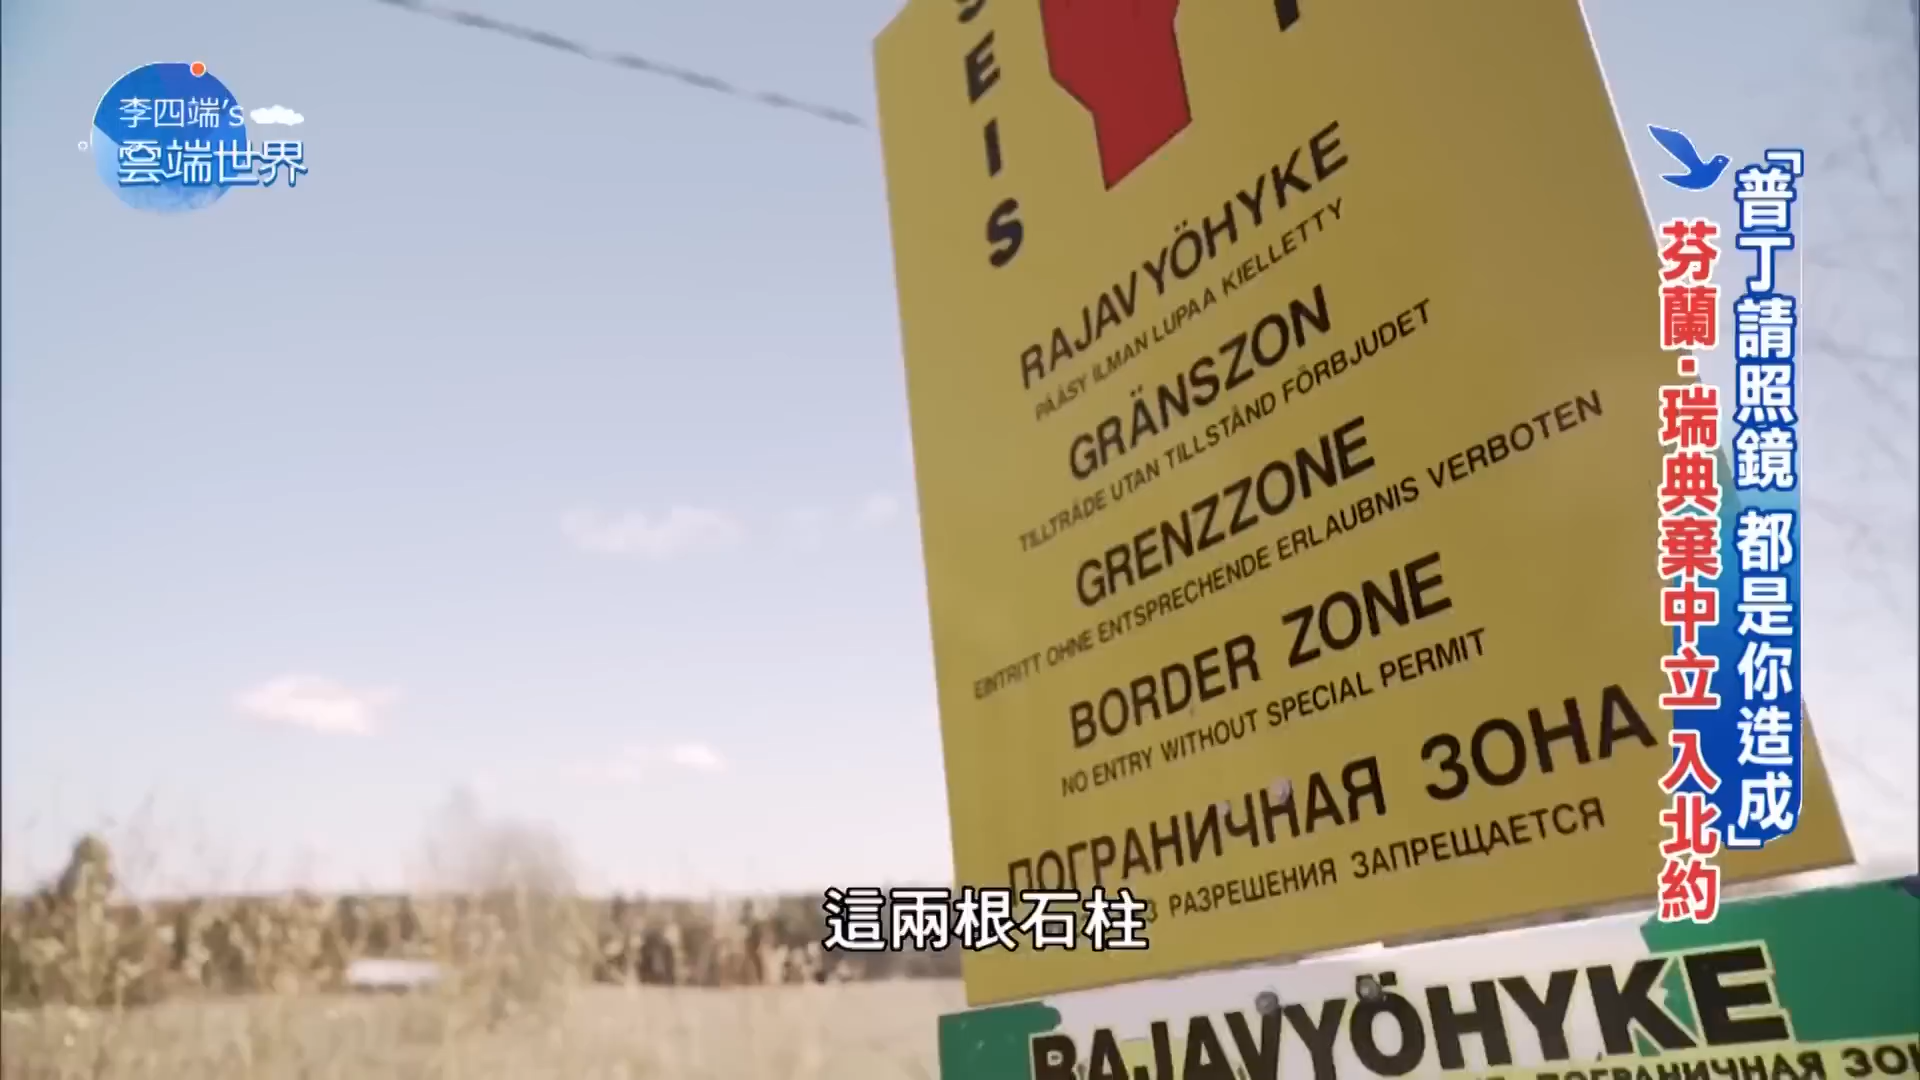 李四端's
雲端世界
SEIS
RAJAVYÖHYKE
PÄÄSY ILMAN LUPAA KIELLETTY
GRÄNSZON
TILLTRÄDE UTAN TILLSTÅND FÖRBJUDET
GRENZZONE
EINTRITT OHNE ENTSPRECHENDE ERLAUBNIS VERBOTEN
BORDER ZONE
NO ENTRY WITHOUT SPECIAL PERMIT
ПОГРАНИЧНАЯ ЗОНА
РАЗРЕШЕНИЯ ЗАПРЕЩАЕТСЯ
RAJAVYÖHYKE
ПОГРАНИЧНАЯ
「普丁請照鏡 都是你造成」
芬蘭·瑞典棄中立 入北約
這兩根石柱